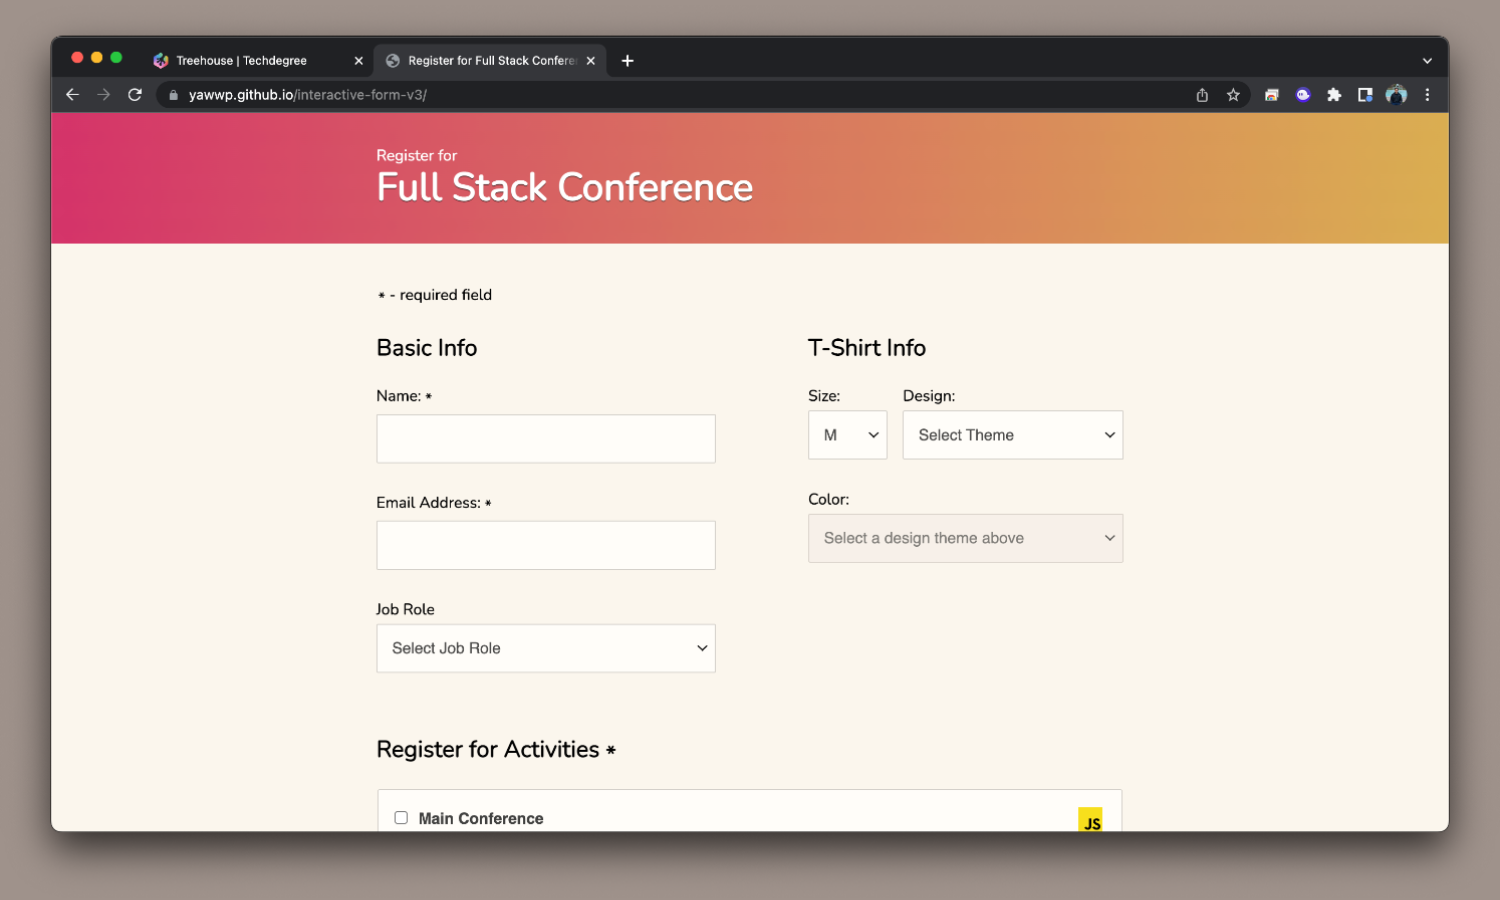 Treehouse | Techdegree
Register for Full Stack Confere
yawwp.github.io/interactive-form-v3/
Register for
Full Stack Conference
* - required field
Basic Info
Name: *
Email Address: *
Job Role
Select Job Role
T-Shirt Info
Size:
Design:
M
Select Theme
Color:
Select a design theme above
Register for Activities *
Main Conference
JS